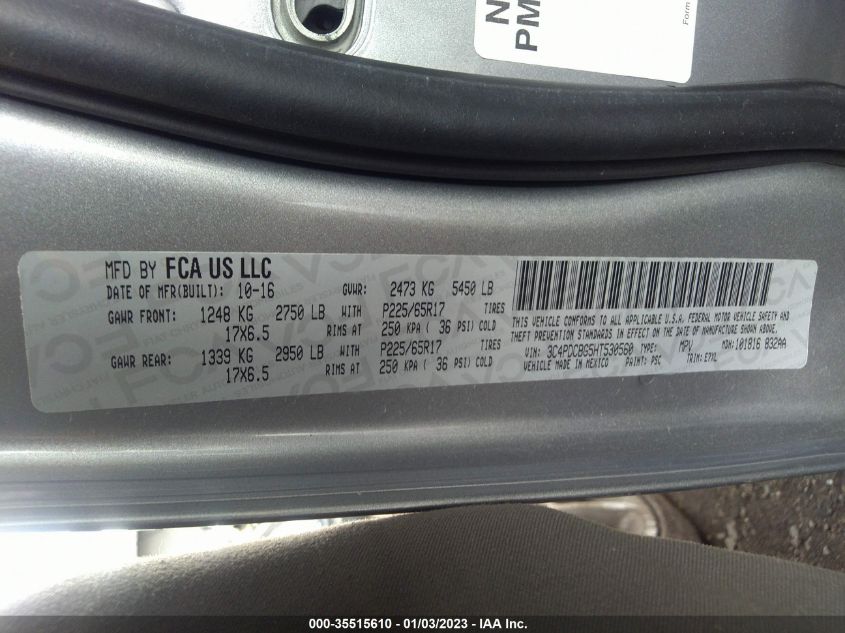 N
PM
Form
MFD BY FCA US LLC
DATE OF MFR(BUILT): 10-16 GVWR: 2473 KG 5450 LB
GAWR FRONT: 1248 KG 2750 LB WITH P225/65R17 TIRES
17X6.5 RIMS AT 250 KPA ( 36 PSI) COLD
GAWR REAR: 1339 KG 2950 LB WITH P225/65R17 TIRES
17X6.5 RIMS AT 250 KPA ( 36 PSI) COLD
THIS VEHICLE CONFORMS TO ALL APPLICABLE U.S.A. FEDERAL MOTOR VEHICLE SAFETY AND
THEFT PREVENTION STANDARDS IN EFFECT ON THE DATE OF MANUFACTURE SHOWN ABOVE.
VIN: 3C4PDCBG5HT530560 TYPE: MPV MDH: 101816 832AA
VEHICLE MADE IN MEXICO PAINT: PSC TRIM: E7XL
000-35515610 - 01/03/2023 - IAA Inc.